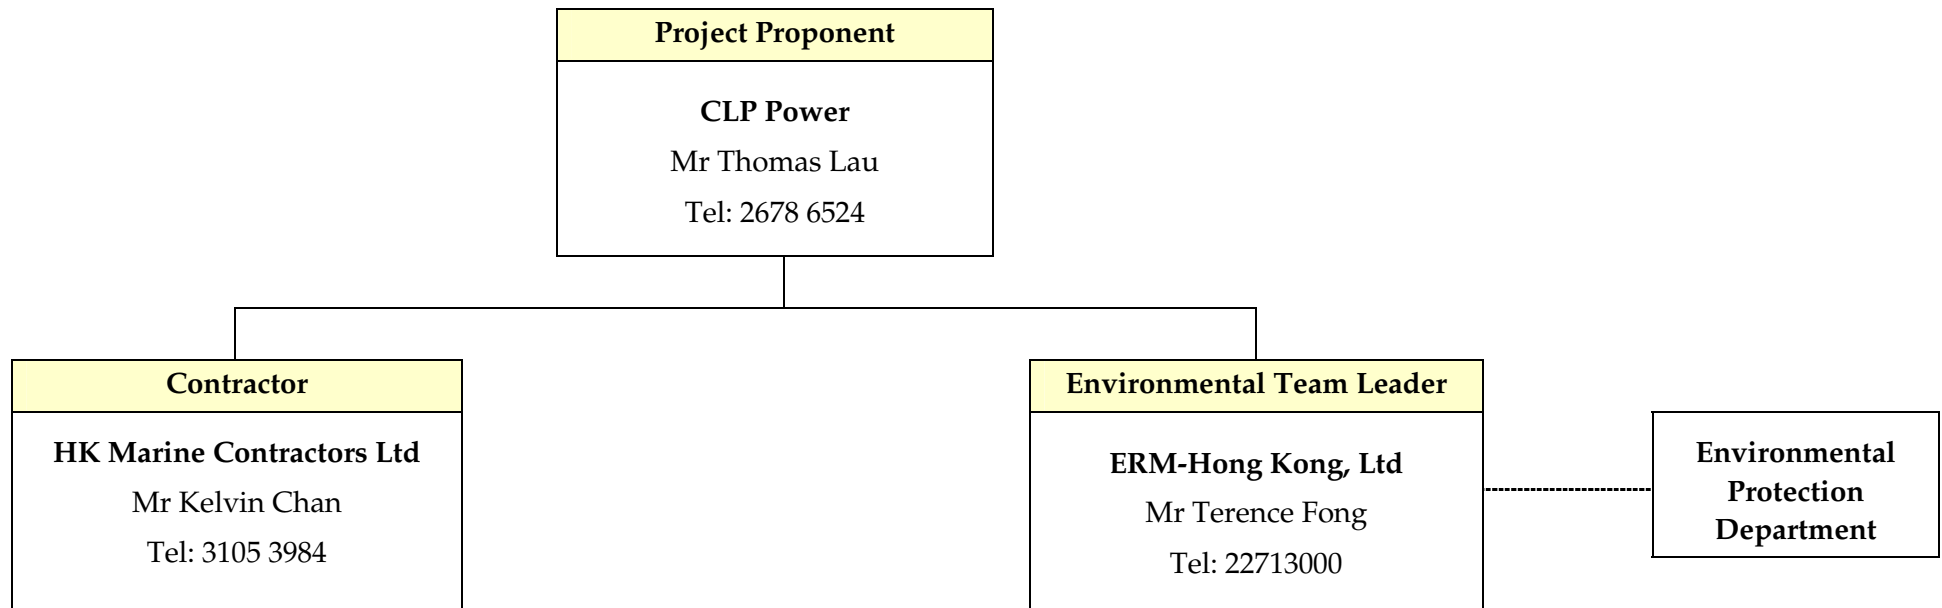 Project Proponent
CLP Power
Mr Thomas Lau
Tel: 2678 6524
Contractor
HK Marine Contractors Ltd
Mr Kelvin Chan
Tel: 3105 3984
Environmental Team Leader
ERM-Hong Kong, Ltd
Mr Terence Fong
Tel: 22713000
Environmental
Protection
Department